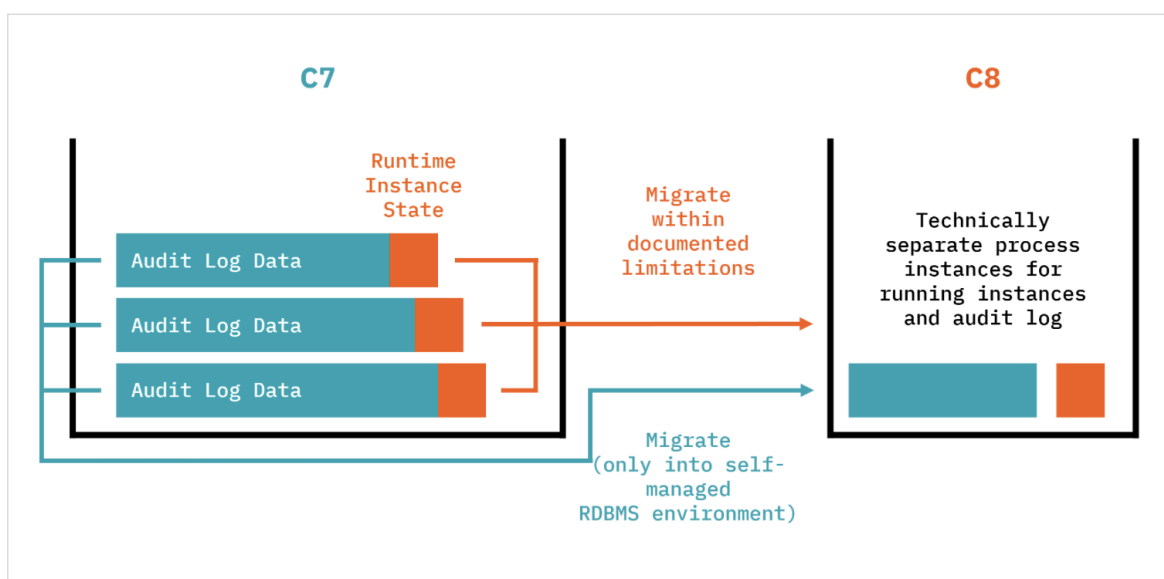 C7
C8
Runtime
Instance
State
Audit Log Data
Audit Log Data
Audit Log Data
Migrate
within
documented
limitations
Migrate
(only into self-
managed
RDBMS environment)
Technically
separate process
instances for
running instances
and audit log